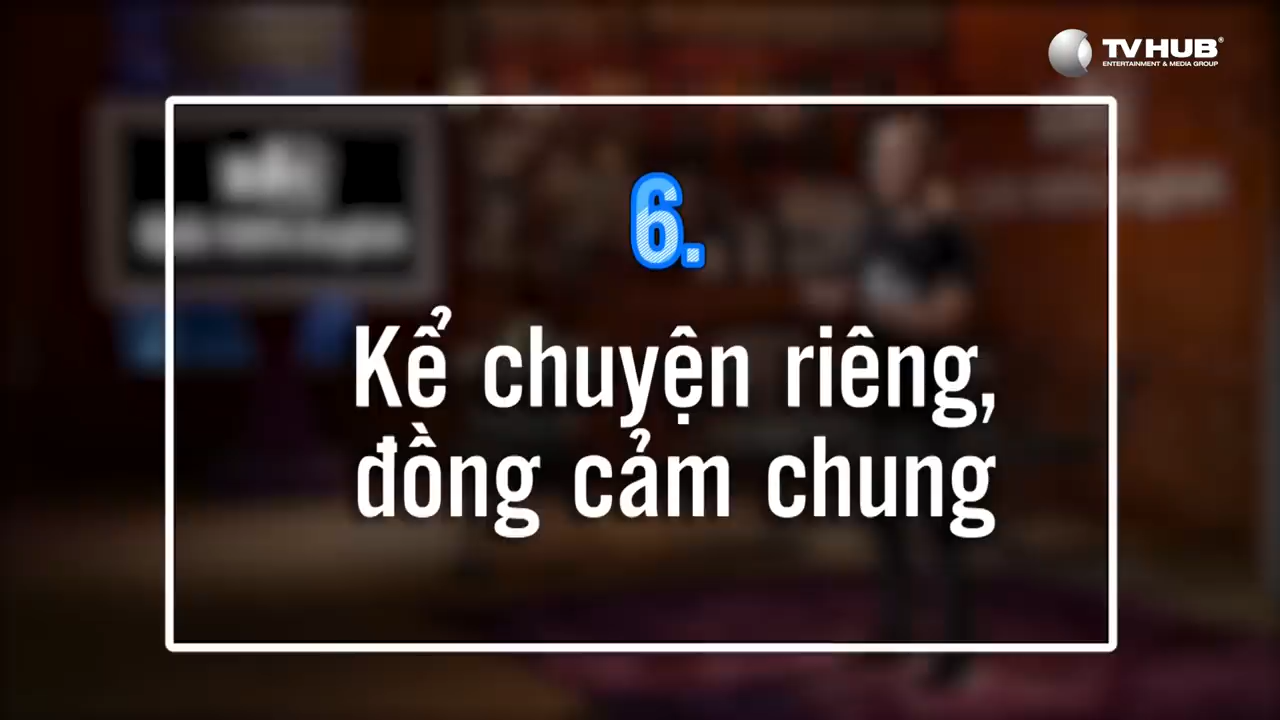 TV HUB®
ENTERTAINMENT & MEDIA GROUP
6.
Kể chuyện riêng,
đồng cảm chung